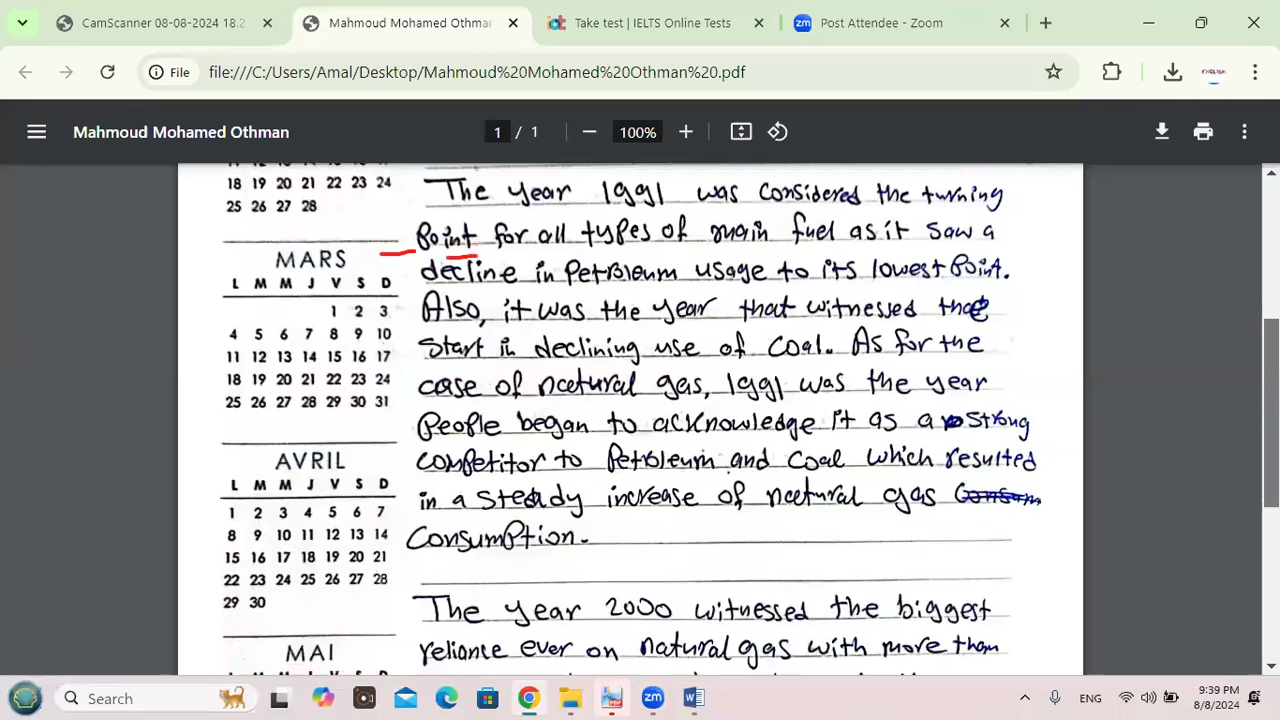 CamScanner 08-08-2024 18.2
Mahmoud Mohamed Othman
Take test | IELTS Online Tests
Post Attendee - Zoom
File
file:///C:/Users/Amal/Desktop/Mahmoud%20Mohamed%20Othman%20.pdf
ENGLISH
Mahmoud Mohamed Othman
1 / 1
100%
18 19 20 21 22 23 24
25 26 27 28
MARS
L M M J V S D
1 2 3
4 5 6 7 8 9 10
11 12 13 14 15 16 17
18 19 20 21 22 23 24
25 26 27 28 29 30 31
AVRIL
L M M J V S D
1 2 3 4 5 6 7
8 9 10 11 12 13 14
15 16 17 18 19 20 21
22 23 24 25 26 27 28
29 30
MAI
The year 1991 was considered the turning
point for all types of main fuel as it saw a
decline in petroleum usage to its lowest point.
Also, it was the year that witnessed the
start in declining use of coal. As for the
case of natural gas, 1991 was the year
people began to acknowledge it as a strong
competitor to petroleum and coal which resulted
in a steady increase of natural gas
consumption.
The year 2000 witnessed the biggest
reliance ever on natural gas with more than
Search
ENG
9:39 PM
8/8/2024